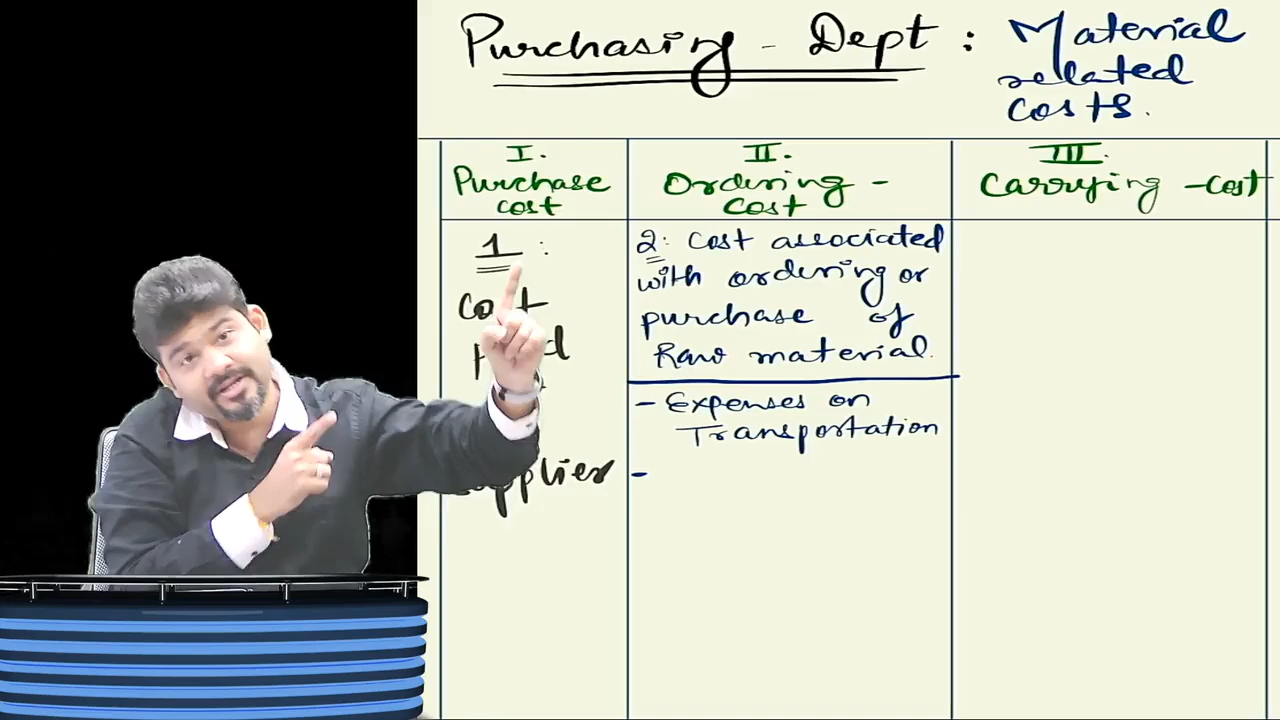 Purchasing - Dept : Material
related
costs.
I.
Purchase
cost
II.
Ordering -
cost
III.
Carrying -cost
1 :
2: Cost associated
with ordering or
purchase of
Raw material.
- Expenses on
Transportation
-